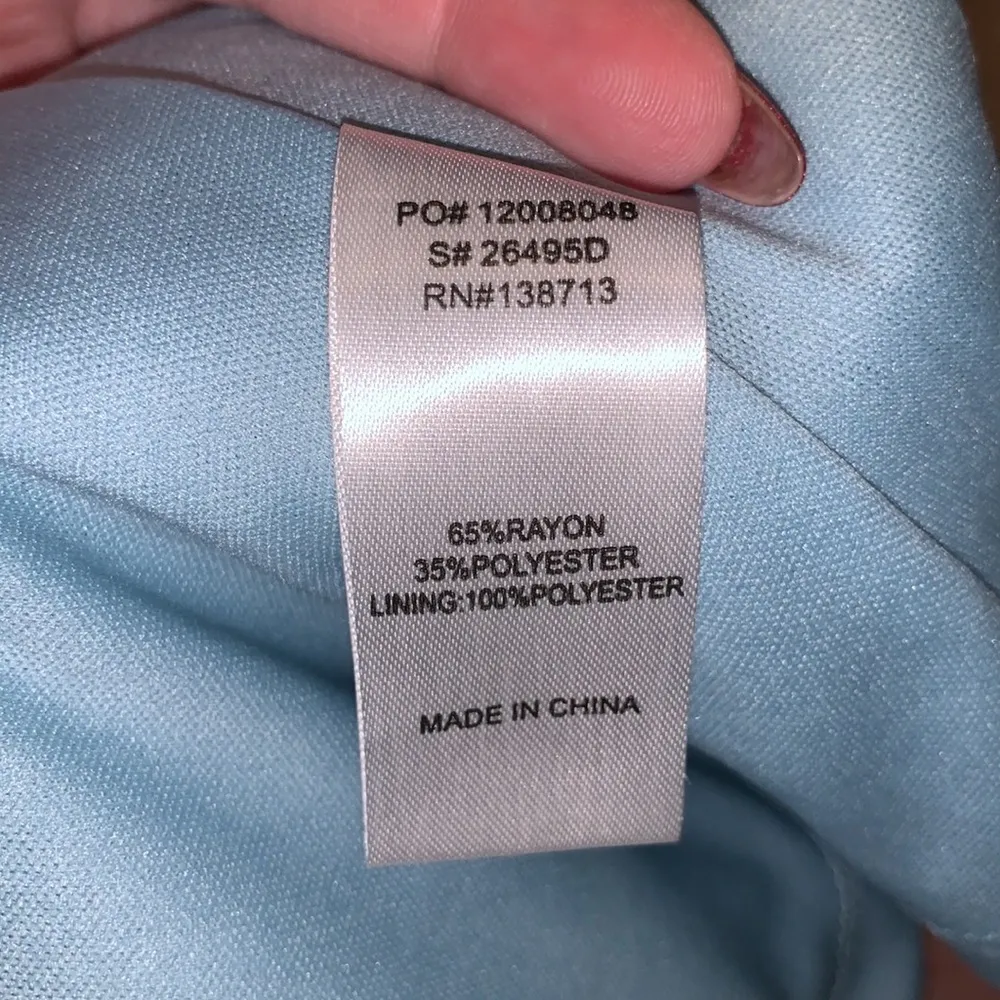 PO# 12008048
S# 26495D
RN#138713
65%RAYON
35%POLYESTER
LINING:100%POLYESTER
MADE IN CHINA